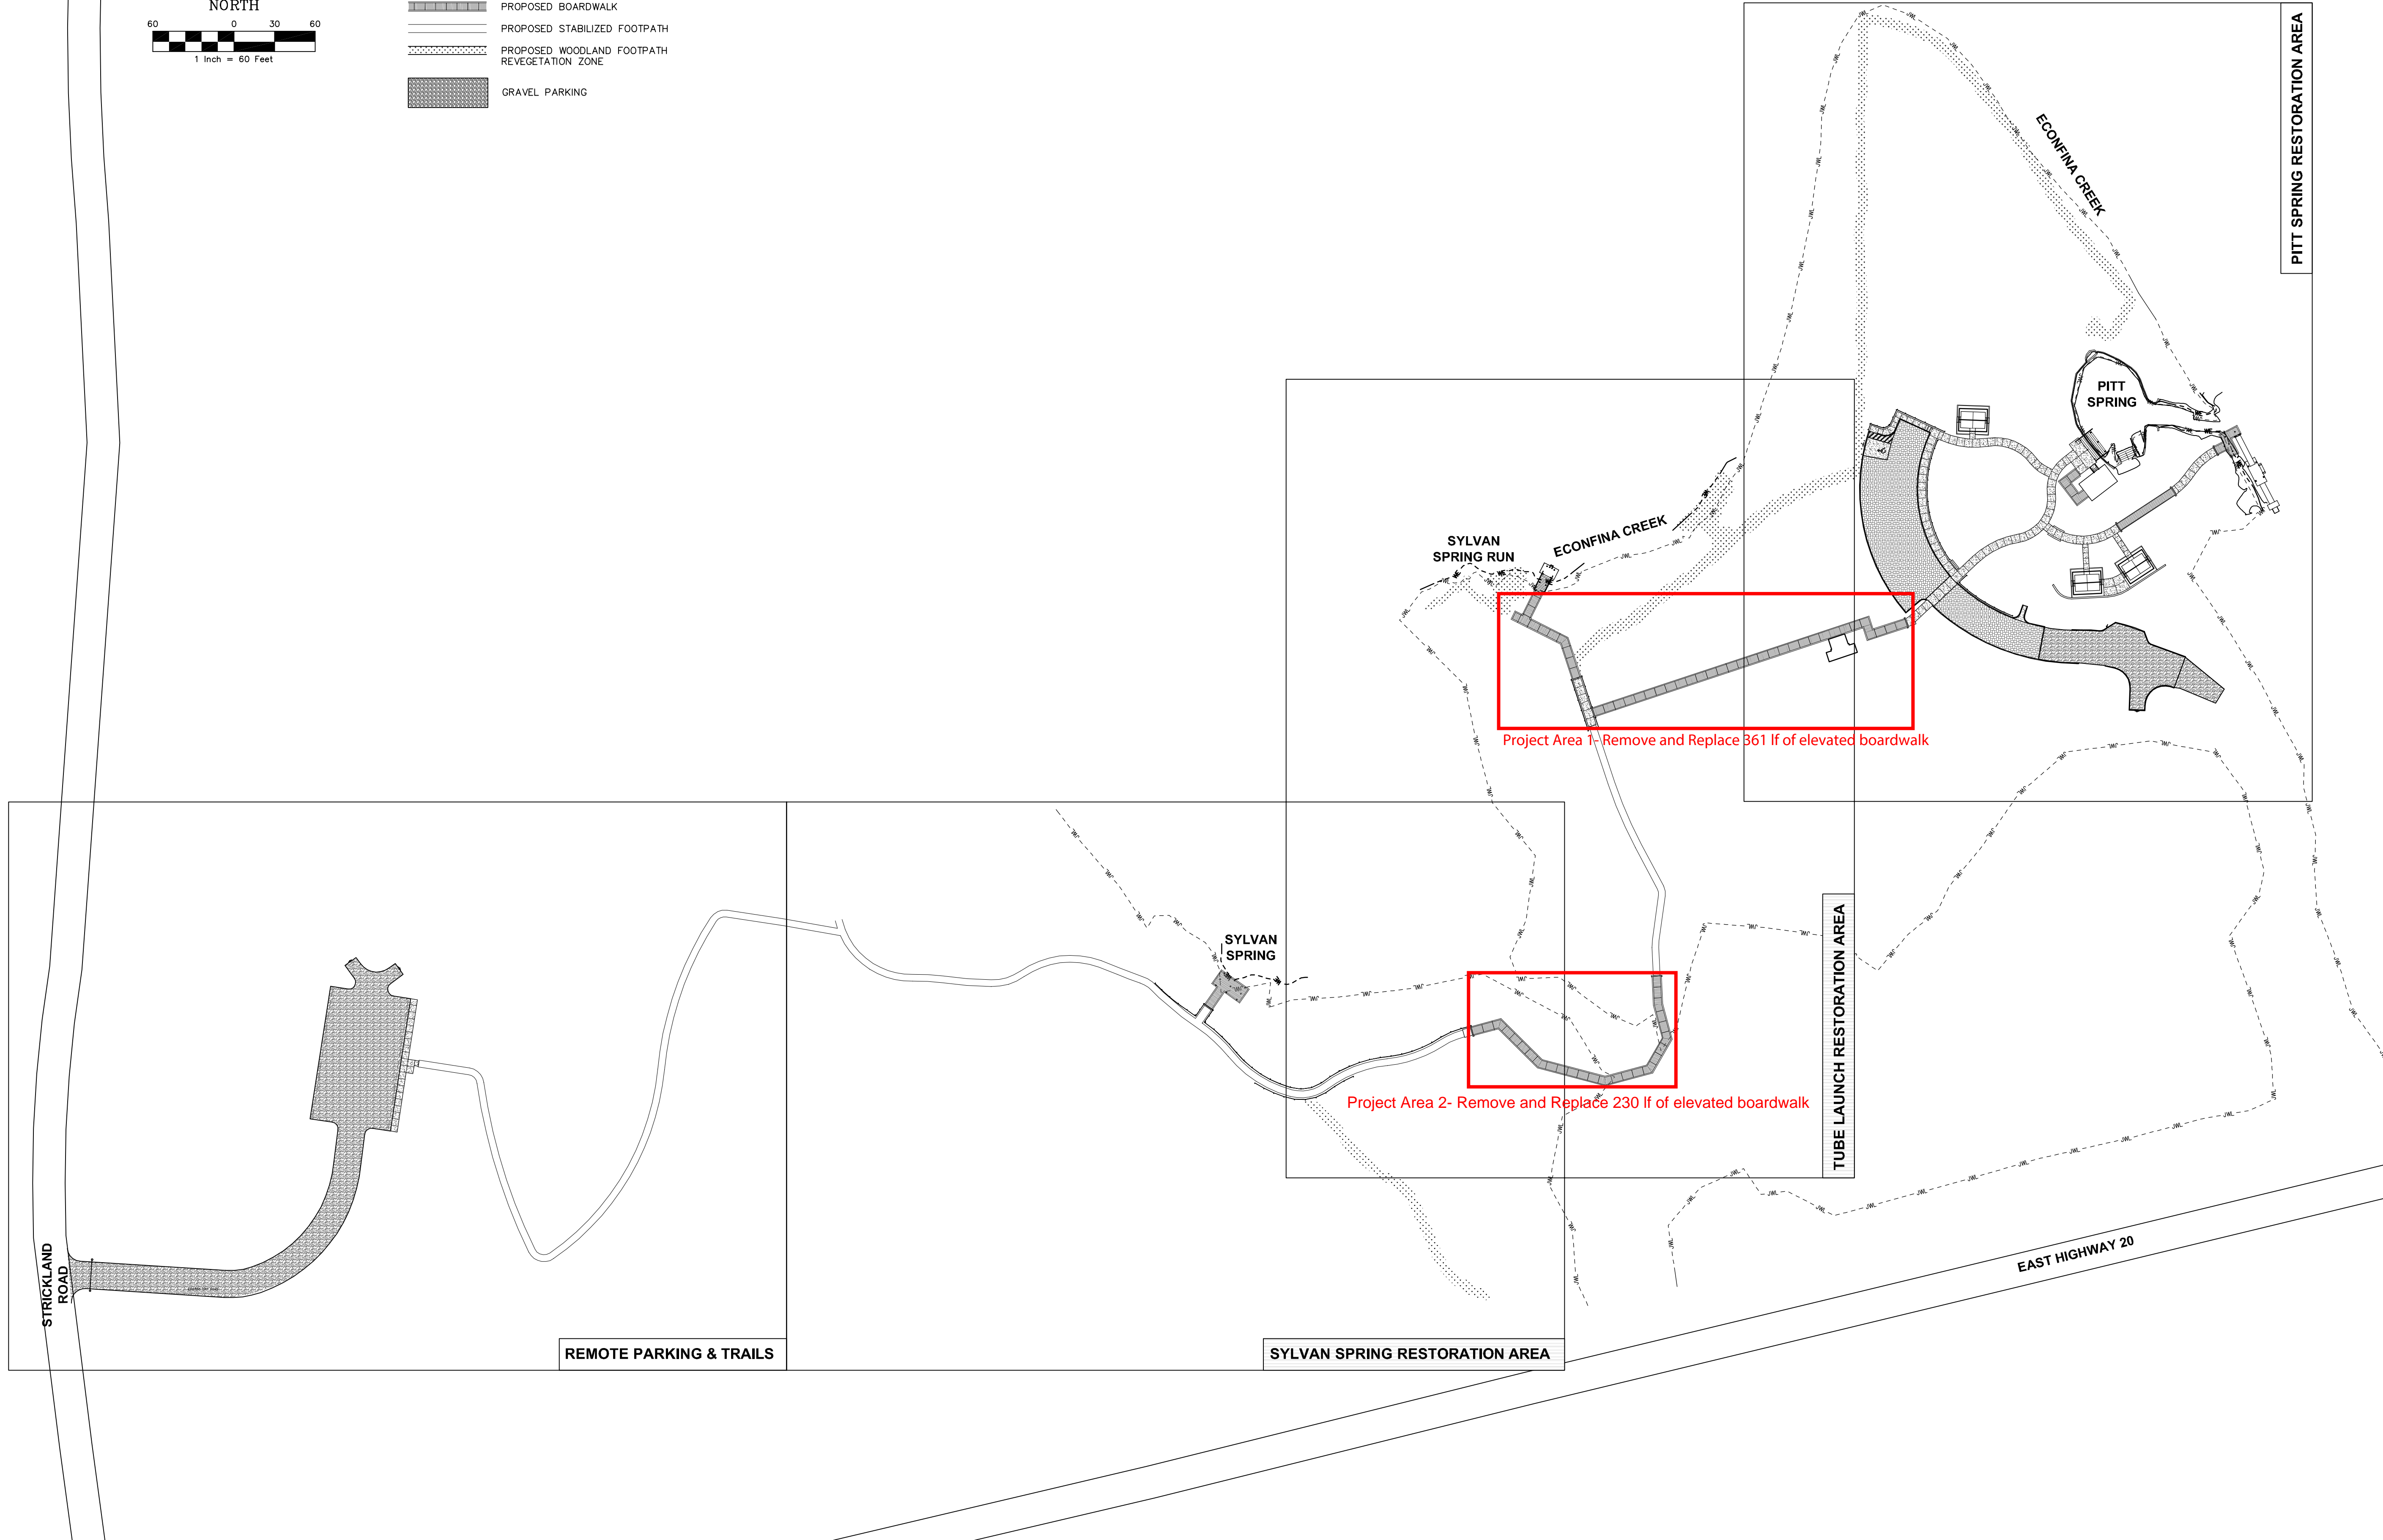 NORTH
60 0 30 60
1 Inch = 60 Feet
PROPOSED BOARDWALK
PROPOSED STABILIZED FOOTPATH
PROPOSED WOODLAND FOOTPATH
REVEGETATION ZONE
GRAVEL PARKING
PITT SPRING RESTORATION AREA
ECONFINA CREEK
PITT
SPRING
SYLVAN
SPRING RUN
ECONFINA CREEK
Project Area 1- Remove and Replace 361 lf of elevated boardwalk
SYLVAN
SPRING
TUBE LAUNCH RESTORATION AREA
Project Area 2- Remove and Replace 230 lf of elevated boardwalk
STRICKLAND
ROAD
EAST HIGHWAY 20
REMOTE PARKING & TRAILS
SYLVAN SPRING RESTORATION AREA